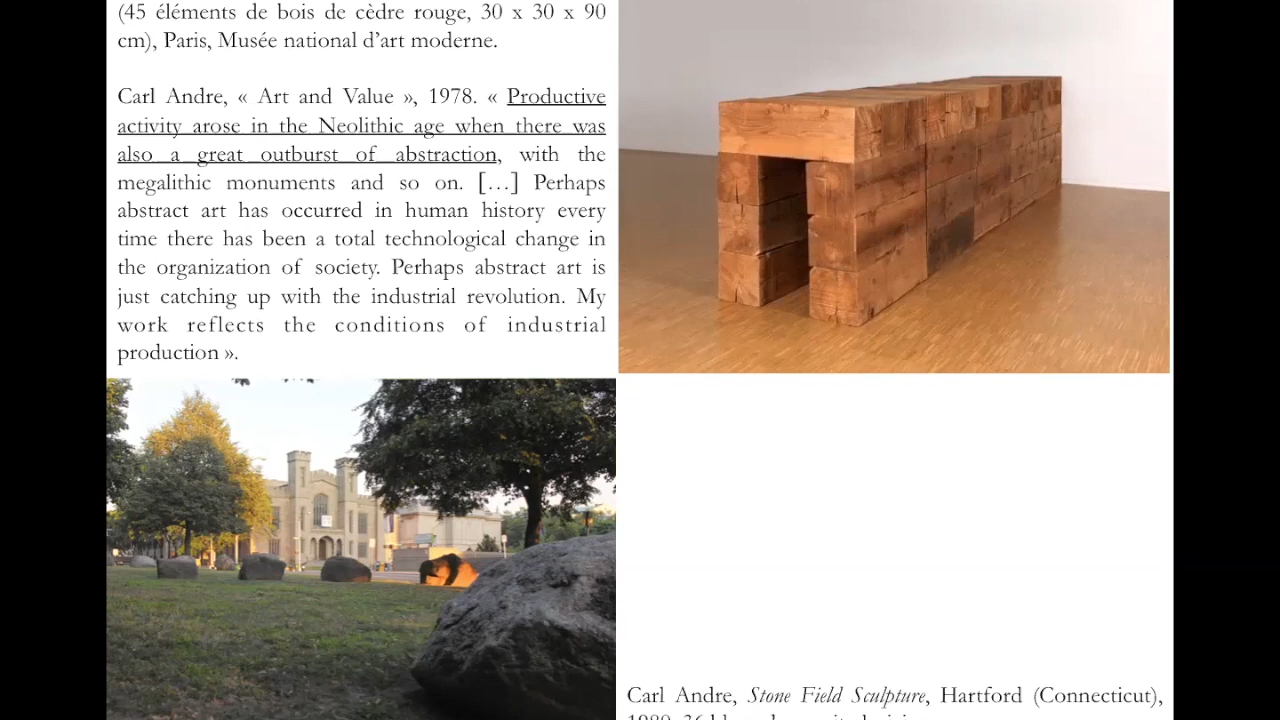 (45 éléments de bois de cèdre rouge, 30 x 30 x 90
cm), Paris, Musée national d’art moderne.
Carl Andre, « Art and Value », 1978. « Productive
activity arose in the Neolithic age when there was
also a great outburst of abstraction, with the
megalithic monuments and so on. […] Perhaps
abstract art has occurred in human history every
time there has been a total technological change in
the organization of society. Perhaps abstract art is
just catching up with the industrial revolution. My
work reflects the conditions of industrial
production ».
Carl Andre, Stone Field Sculpture, Hartford (Connecticut),